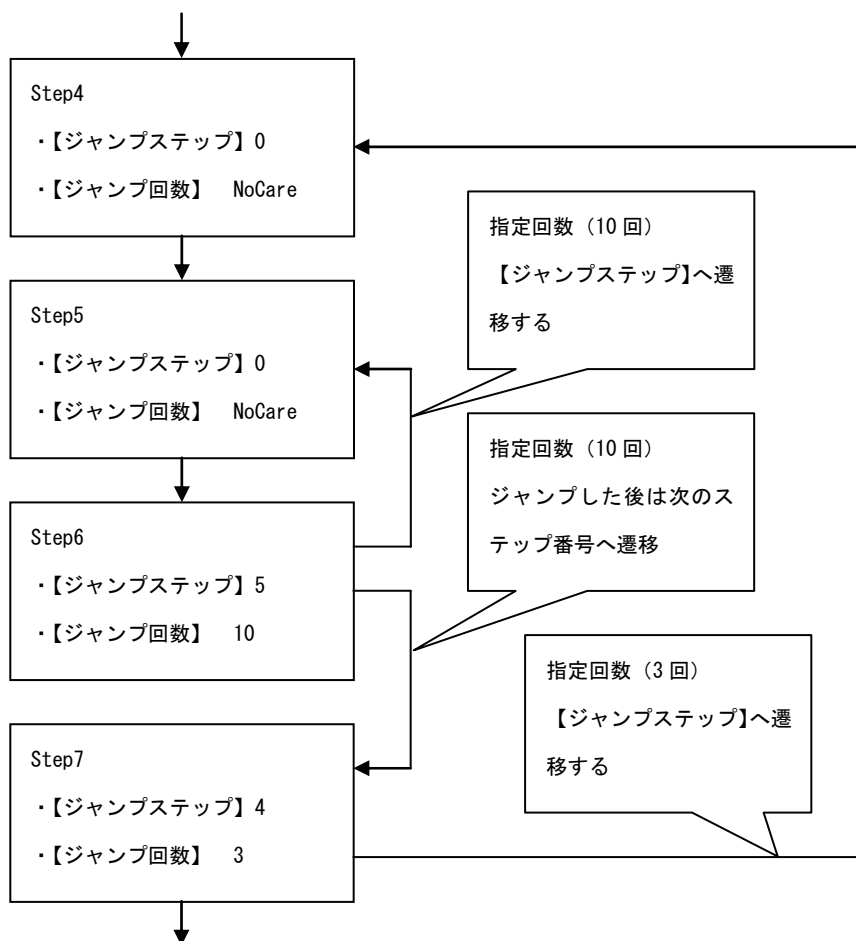 Step4
・【ジャンプステップ】0
・【ジャンプ回数】 NoCare
指定回数（10 回）
【ジャンプステップ】へ遷
移する
Step5
・【ジャンプステップ】0
・【ジャンプ回数】 NoCare
指定回数（10 回）
ジャンプした後は次のス
テップ番号へ遷移
Step6
・【ジャンプステップ】5
・【ジャンプ回数】 10
指定回数（3 回）
【ジャンプステップ】へ遷
移する
Step7
・【ジャンプステップ】4
・【ジャンプ回数】 3